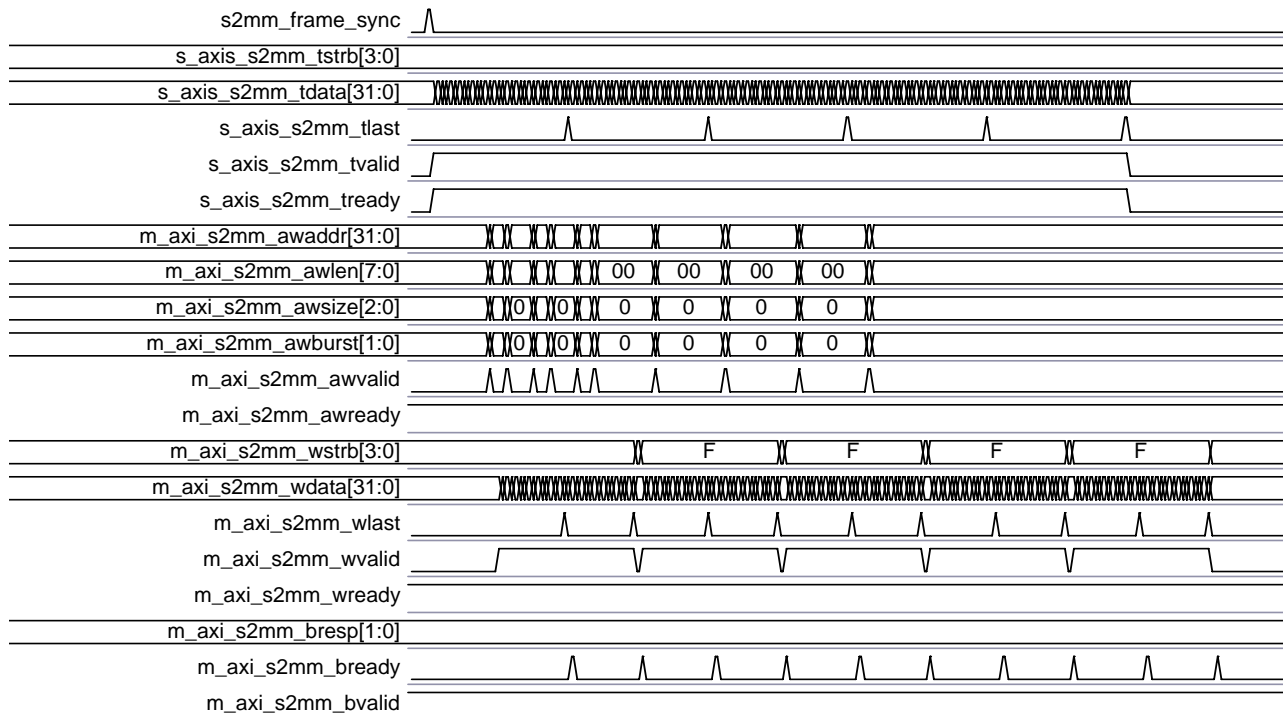 s2mm_frame_sync
s_axis_s2mm_tstrb[3:0]
s_axis_s2mm_tdata[31:0]
s_axis_s2mm_tlast
s_axis_s2mm_tvalid
s_axis_s2mm_tready
m_axi_s2mm_awaddr[31:0]
m_axi_s2mm_awlen[7:0] 00 00 00 00
m_axi_s2mm_awsize[2:0] 0 0 0 0 0 0
m_axi_s2mm_awburst[1:0] 0 0 0 0 0 0
m_axi_s2mm_awvalid
m_axi_s2mm_awready
m_axi_s2mm_wstrb[3:0] F F F F
m_axi_s2mm_wdata[31:0]
m_axi_s2mm_wlast
m_axi_s2mm_wvalid
m_axi_s2mm_wready
m_axi_s2mm_bresp[1:0]
m_axi_s2mm_bready
m_axi_s2mm_bvalid